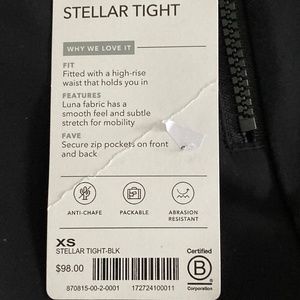 STELLAR TIGHT
WHY WE LOVE IT
FIT
Fitted with a high-rise
waist that holds you in
FEATURES
Luna fabric has a
smooth feel and subtle
stretch for mobility
FAVE
Secure zip pockets on front
and back
ANTI-CHAFE
PACKABLE
ABRASION
RESISTANT
XS
STELLAR TIGHT-BLK
$98.00
870815-00-2-0001
172724100011
Certified
B
Corporation